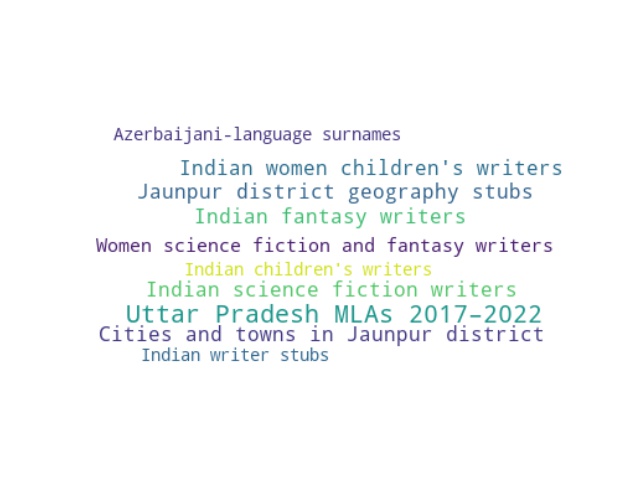 Azerbaijani-language surnames
Indian women children's writers
Jaunpur district geography stubs
Indian fantasy writers
Women science fiction and fantasy writers
Indian children's writers
Indian science fiction writers
Uttar Pradesh MLAs 2017–2022
Cities and towns in Jaunpur district
Indian writer stubs